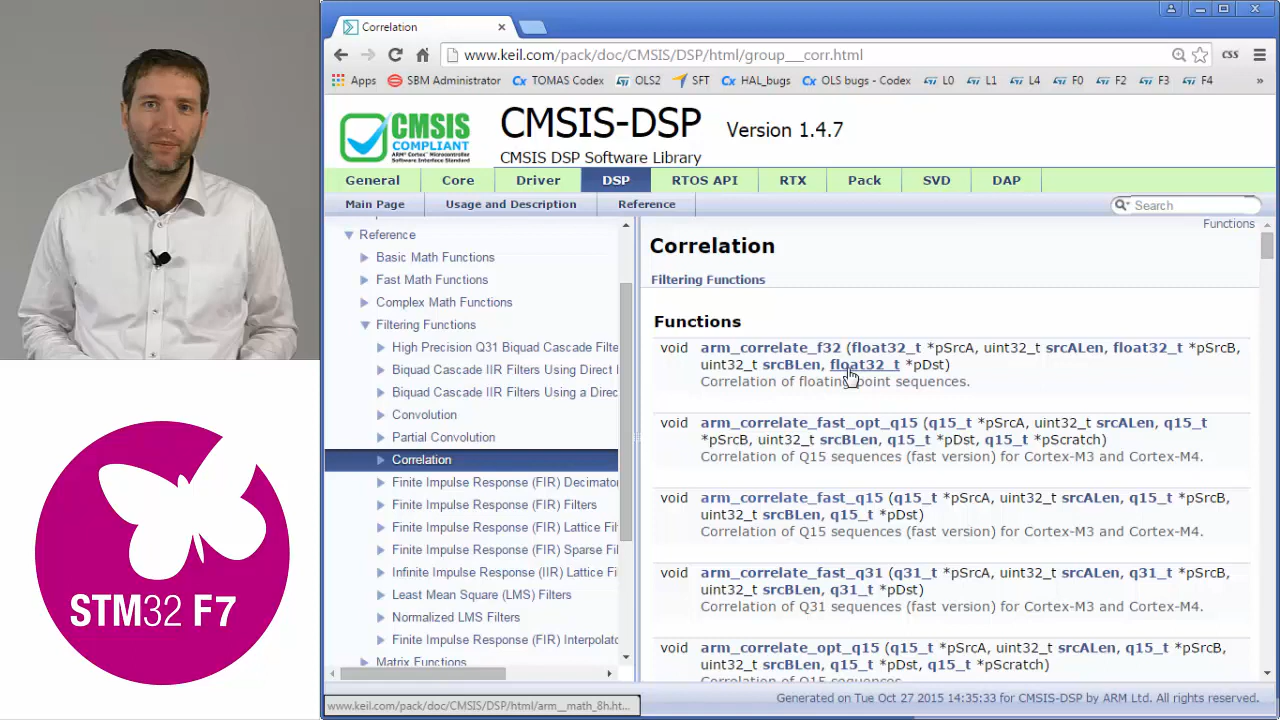 Correlation
www.keil.com/pack/doc/CMSIS/DSP/html/group__corr.html
CSS
Apps SBM Administrator TOMAS Codex OLS2 SFT HAL_bugs OLS bugs - Codex L0 L1 F0 F2 F3 F4
CMSIS
COMPLIANT
ARM® Cortex™ Microcontroller
Software Interface Standard
CMSIS-DSP Version 1.4.7
CMSIS DSP Software Library
General Core Driver DSP RTOS API RTX Pack SVD DAP
Main Page Usage and Description Reference
Search
Reference
Basic Math Functions
Fast Math Functions
Complex Math Functions
Filtering Functions
High Precision Q31 Biquad Cascade Filte
Biquad Cascade IIR Filters Using Direct
Biquad Cascade IIR Filters Using a Direc
Convolution
Partial Convolution
Correlation
Finite Impulse Response (FIR) Decimator
Finite Impulse Response (FIR) Filters
Finite Impulse Response (FIR) Lattice Fil
Finite Impulse Response (FIR) Sparse Fil
Infinite Impulse Response (IIR) Lattice F
Least Mean Square (LMS) Filters
Normalized LMS Filters
Finite Impulse Response (FIR) Interpolato
Matrix Functions
www.keil.com/pack/doc/CMSIS/DSP/html/arm__math_8h.ht...
Functions
Correlation
Filtering Functions
Functions
void arm_correlate_f32 (float32_t *pSrcA, uint32_t srcALen, float32_t *pSrcB,
uint32_t srcBLen, float32_t *pDst)
Correlation of floating-point sequences.
void arm_correlate_fast_opt_q15 (q15_t *pSrcA, uint32_t srcALen, q15_t
*pSrcB, uint32_t srcBLen, q15_t *pDst, q15_t *pScratch)
Correlation of Q15 sequences (fast version) for Cortex-M3 and Cortex-M4.
void arm_correlate_fast_q15 (q15_t *pSrcA, uint32_t srcALen, q15_t *pSrcB,
uint32_t srcBLen, q15_t *pDst)
Correlation of Q15 sequences (fast version) for Cortex-M3 and Cortex-M4.
void arm_correlate_fast_q31 (q31_t *pSrcA, uint32_t srcALen, q31_t *pSrcB,
uint32_t srcBLen, q31_t *pDst)
Correlation of Q31 sequences (fast version) for Cortex-M3 and Cortex-M4.
void arm_correlate_opt_q15 (q15_t *pSrcA, uint32_t srcALen, q15_t *pSrcB,
uint32_t srcBLen, q15_t *pDst, q15_t *pScratch)
Correlation of Q15 sequences.
Generated on Tue Oct 27 2015 14:35:33 for CMSIS-DSP by ARM Ltd. All rights reserved.
STM32 F7